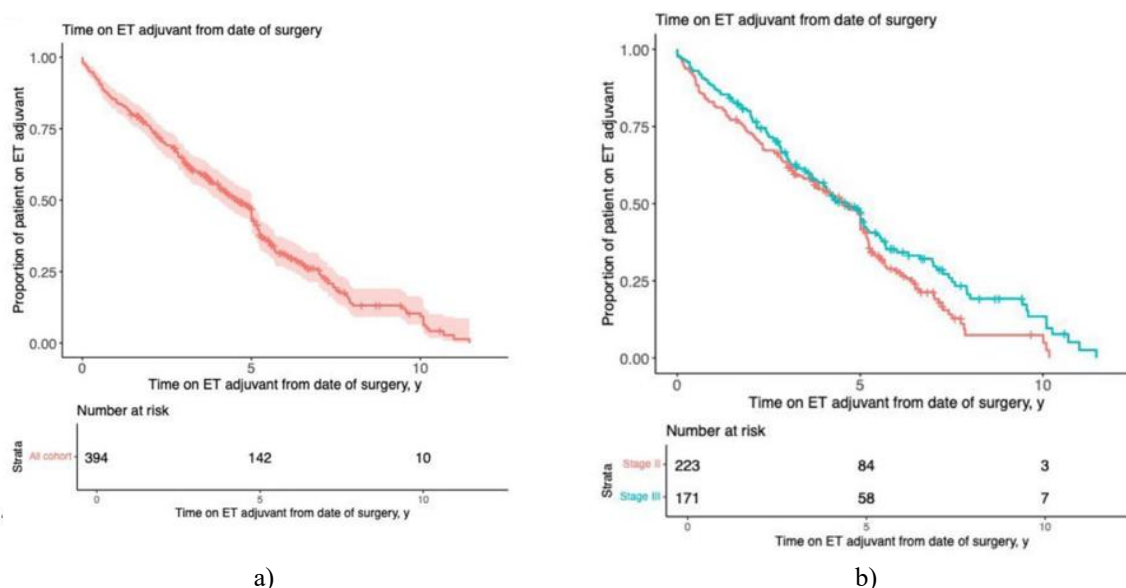 Time on ET adjuvant from date of surgery
Proportion of patient on ET adjuvant
1.00
0.75
0.50
0.25
0.00
0
5
10
Time on ET adjuvant from date of surgery, y
Number at risk
Strata
All cohort
394
142
10
0
5
10
Time on ET adjuvant from date of surgery, y
a)
Time on ET adjuvant from date of surgery
Proportion of patient on ET adjuvant
1.00
0.75
0.50
0.25
0.00
0
5
10
Time on ET adjuvant from date of surgery, y
Number at risk
Strata
Stage II
223
84
3
Stage III
171
58
7
0
5
10
Time on ET adjuvant from date of surgery, y
b)